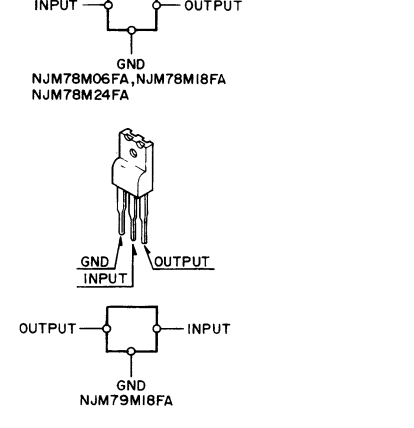 INPUT OUTPUT
GND
NJM78M06FA,NJM78M18FA
NJM78M24FA
GND OUTPUT
INPUT
OUTPUT INPUT
GND
NJM79M18FA